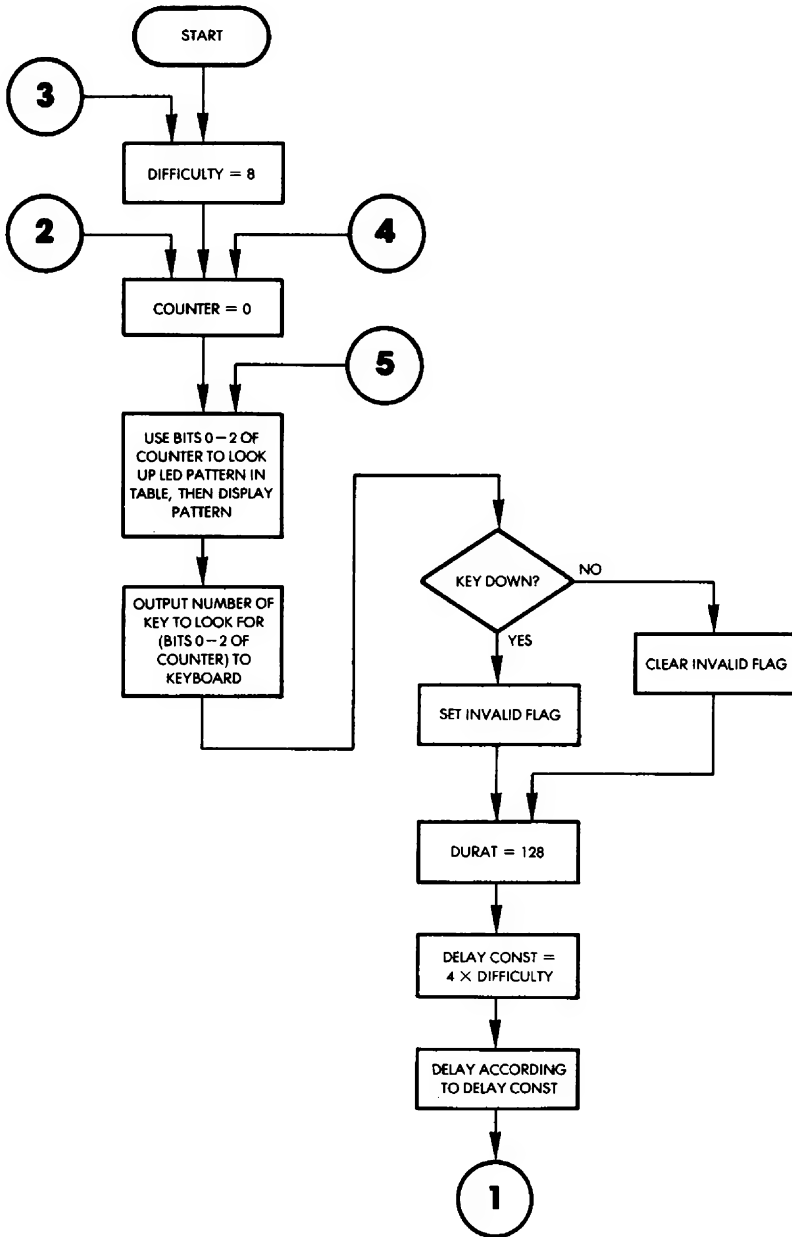 START
3
DIFFICULTY = 8
2
4
COUNTER = 0
5
USE BITS 0–2 OF
COUNTER TO LOOK
UP LED PATTERN IN
TABLE, THEN DISPLAY
PATTERN
OUTPUT NUMBER OF
KEY TO LOOK FOR
(BITS 0–2 OF
COUNTER) TO
KEYBOARD
KEY DOWN?
NO
YES
CLEAR INVALID FLAG
SET INVALID FLAG
DURAT = 128
DELAY CONST =
4 × DIFFICULTY
DELAY ACCORDING
TO DELAY CONST
1